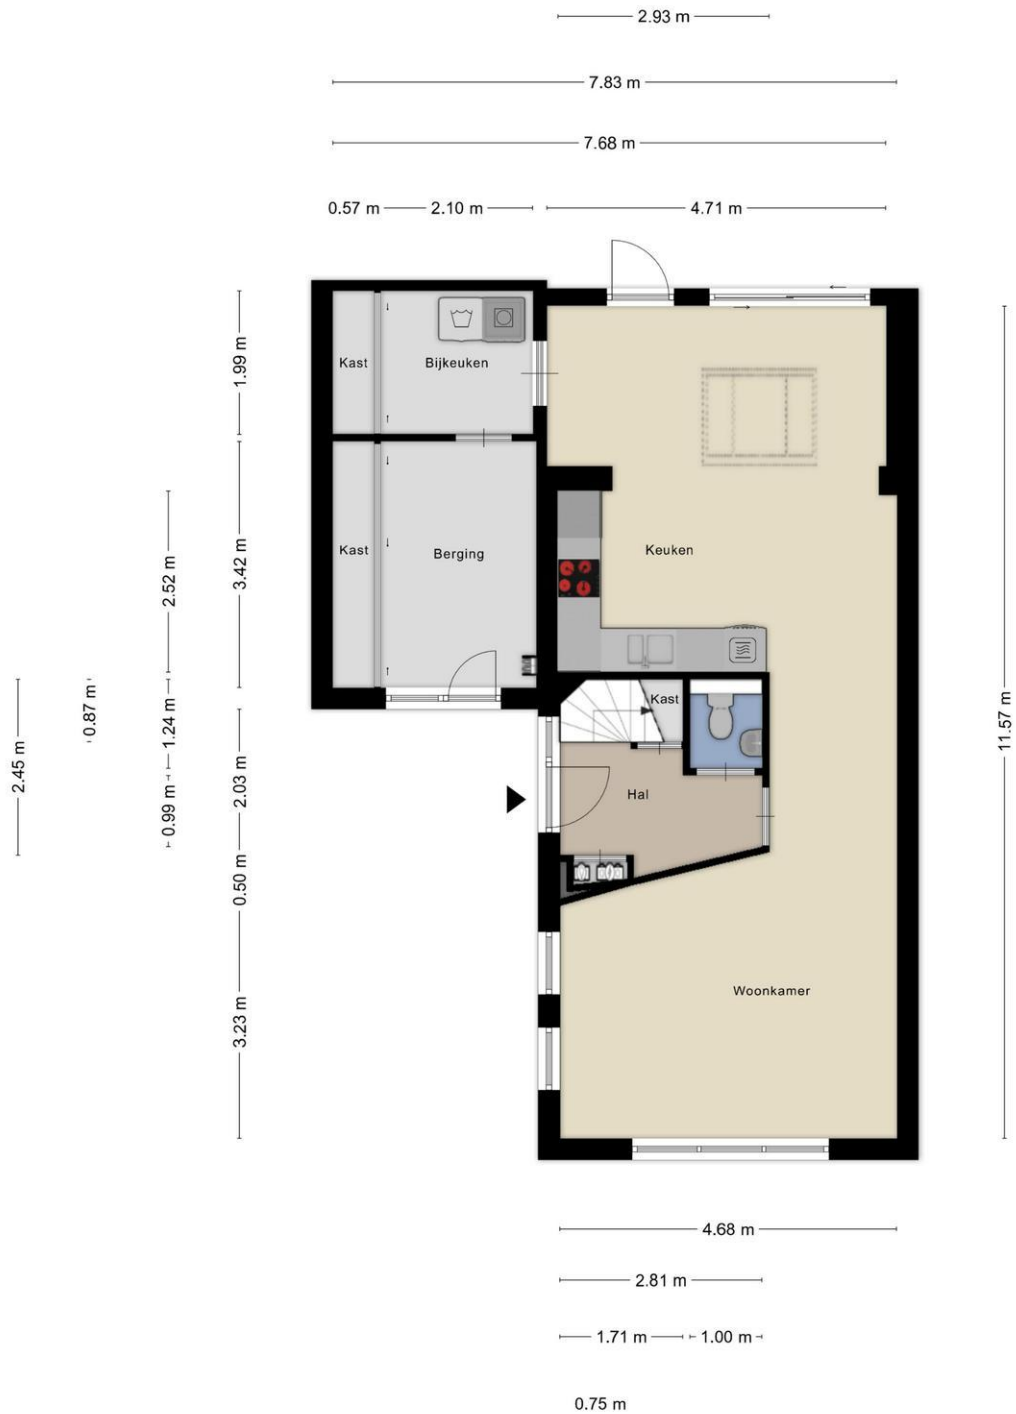 2.93 m
7.83 m
7.68 m
0.57 m
2.10 m
4.71 m
1.99 m
Kast
Bijkeuken
3.42 m
2.52 m
Kast
Berging
Keuken
11.57 m
0.87 m
1.24 m
2.45 m
0.99 m
2.03 m
Kast
Hal
0.50 m
Woonkamer
3.23 m
4.68 m
2.81 m
1.71 m
1.00 m
0.75 m